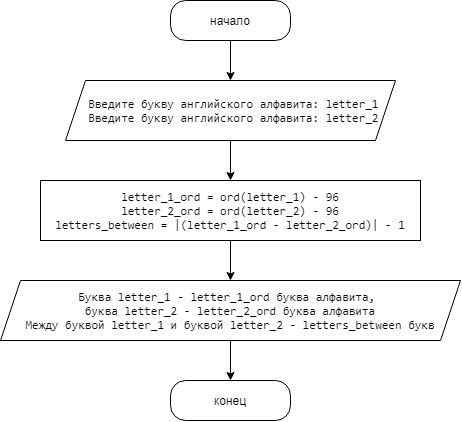 начало
Введите букву английского алфавита: letter_1
Введите букву английского алфавита: letter_2
letter_1_ord = ord(letter_1) - 96
letter_2_ord = ord(letter_2) - 96
letters_between = |(letter_1_ord - letter_2_ord)| - 1
Буква letter_1 - letter_1_ord буква алфавита,
буква letter_2 - letter_2_ord буква алфавита
Между буквой letter_1 и буквой letter_2 - letters_between букв
конец